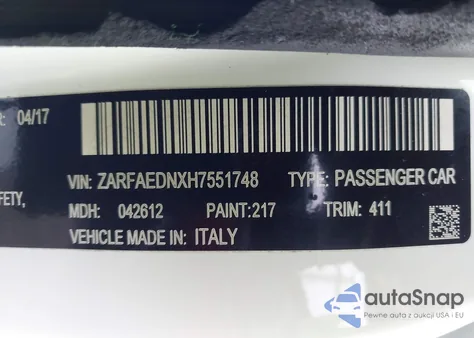 R: 04/17
VIN: ZARFAEDNXH7551748 TYPE: PASSENGER CAR
FETY,
MDH: 042612 PAINT: 217 TRIM: 411
VEHICLE MADE IN: ITALY
autoSnap
Pewne auta z aukcji USA i EU